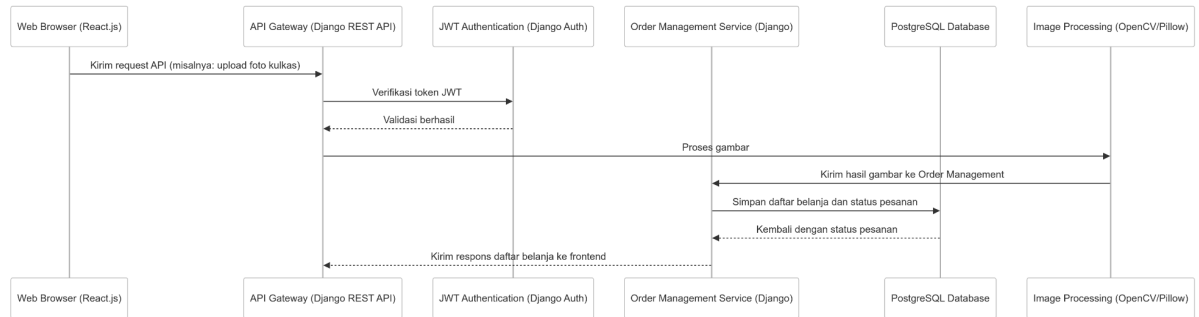 Web Browser (React.js)
API Gateway (Django REST API)
JWT Authentication (Django Auth)
Order Management Service (Django)
PostgreSQL Database
Image Processing (OpenCV/Pillow)
Kirim request API (misalnya: upload foto kulkas)
Verifikasi token JWT
Validasi berhasil
Proses gambar
Kirim hasil gambar ke Order Management
Simpan daftar belanja dan status pesanan
Kembali dengan status pesanan
Kirim respons daftar belanja ke frontend
Web Browser (React.js)
API Gateway (Django REST API)
JWT Authentication (Django Auth)
Order Management Service (Django)
PostgreSQL Database
Image Processing (OpenCV/Pillow)